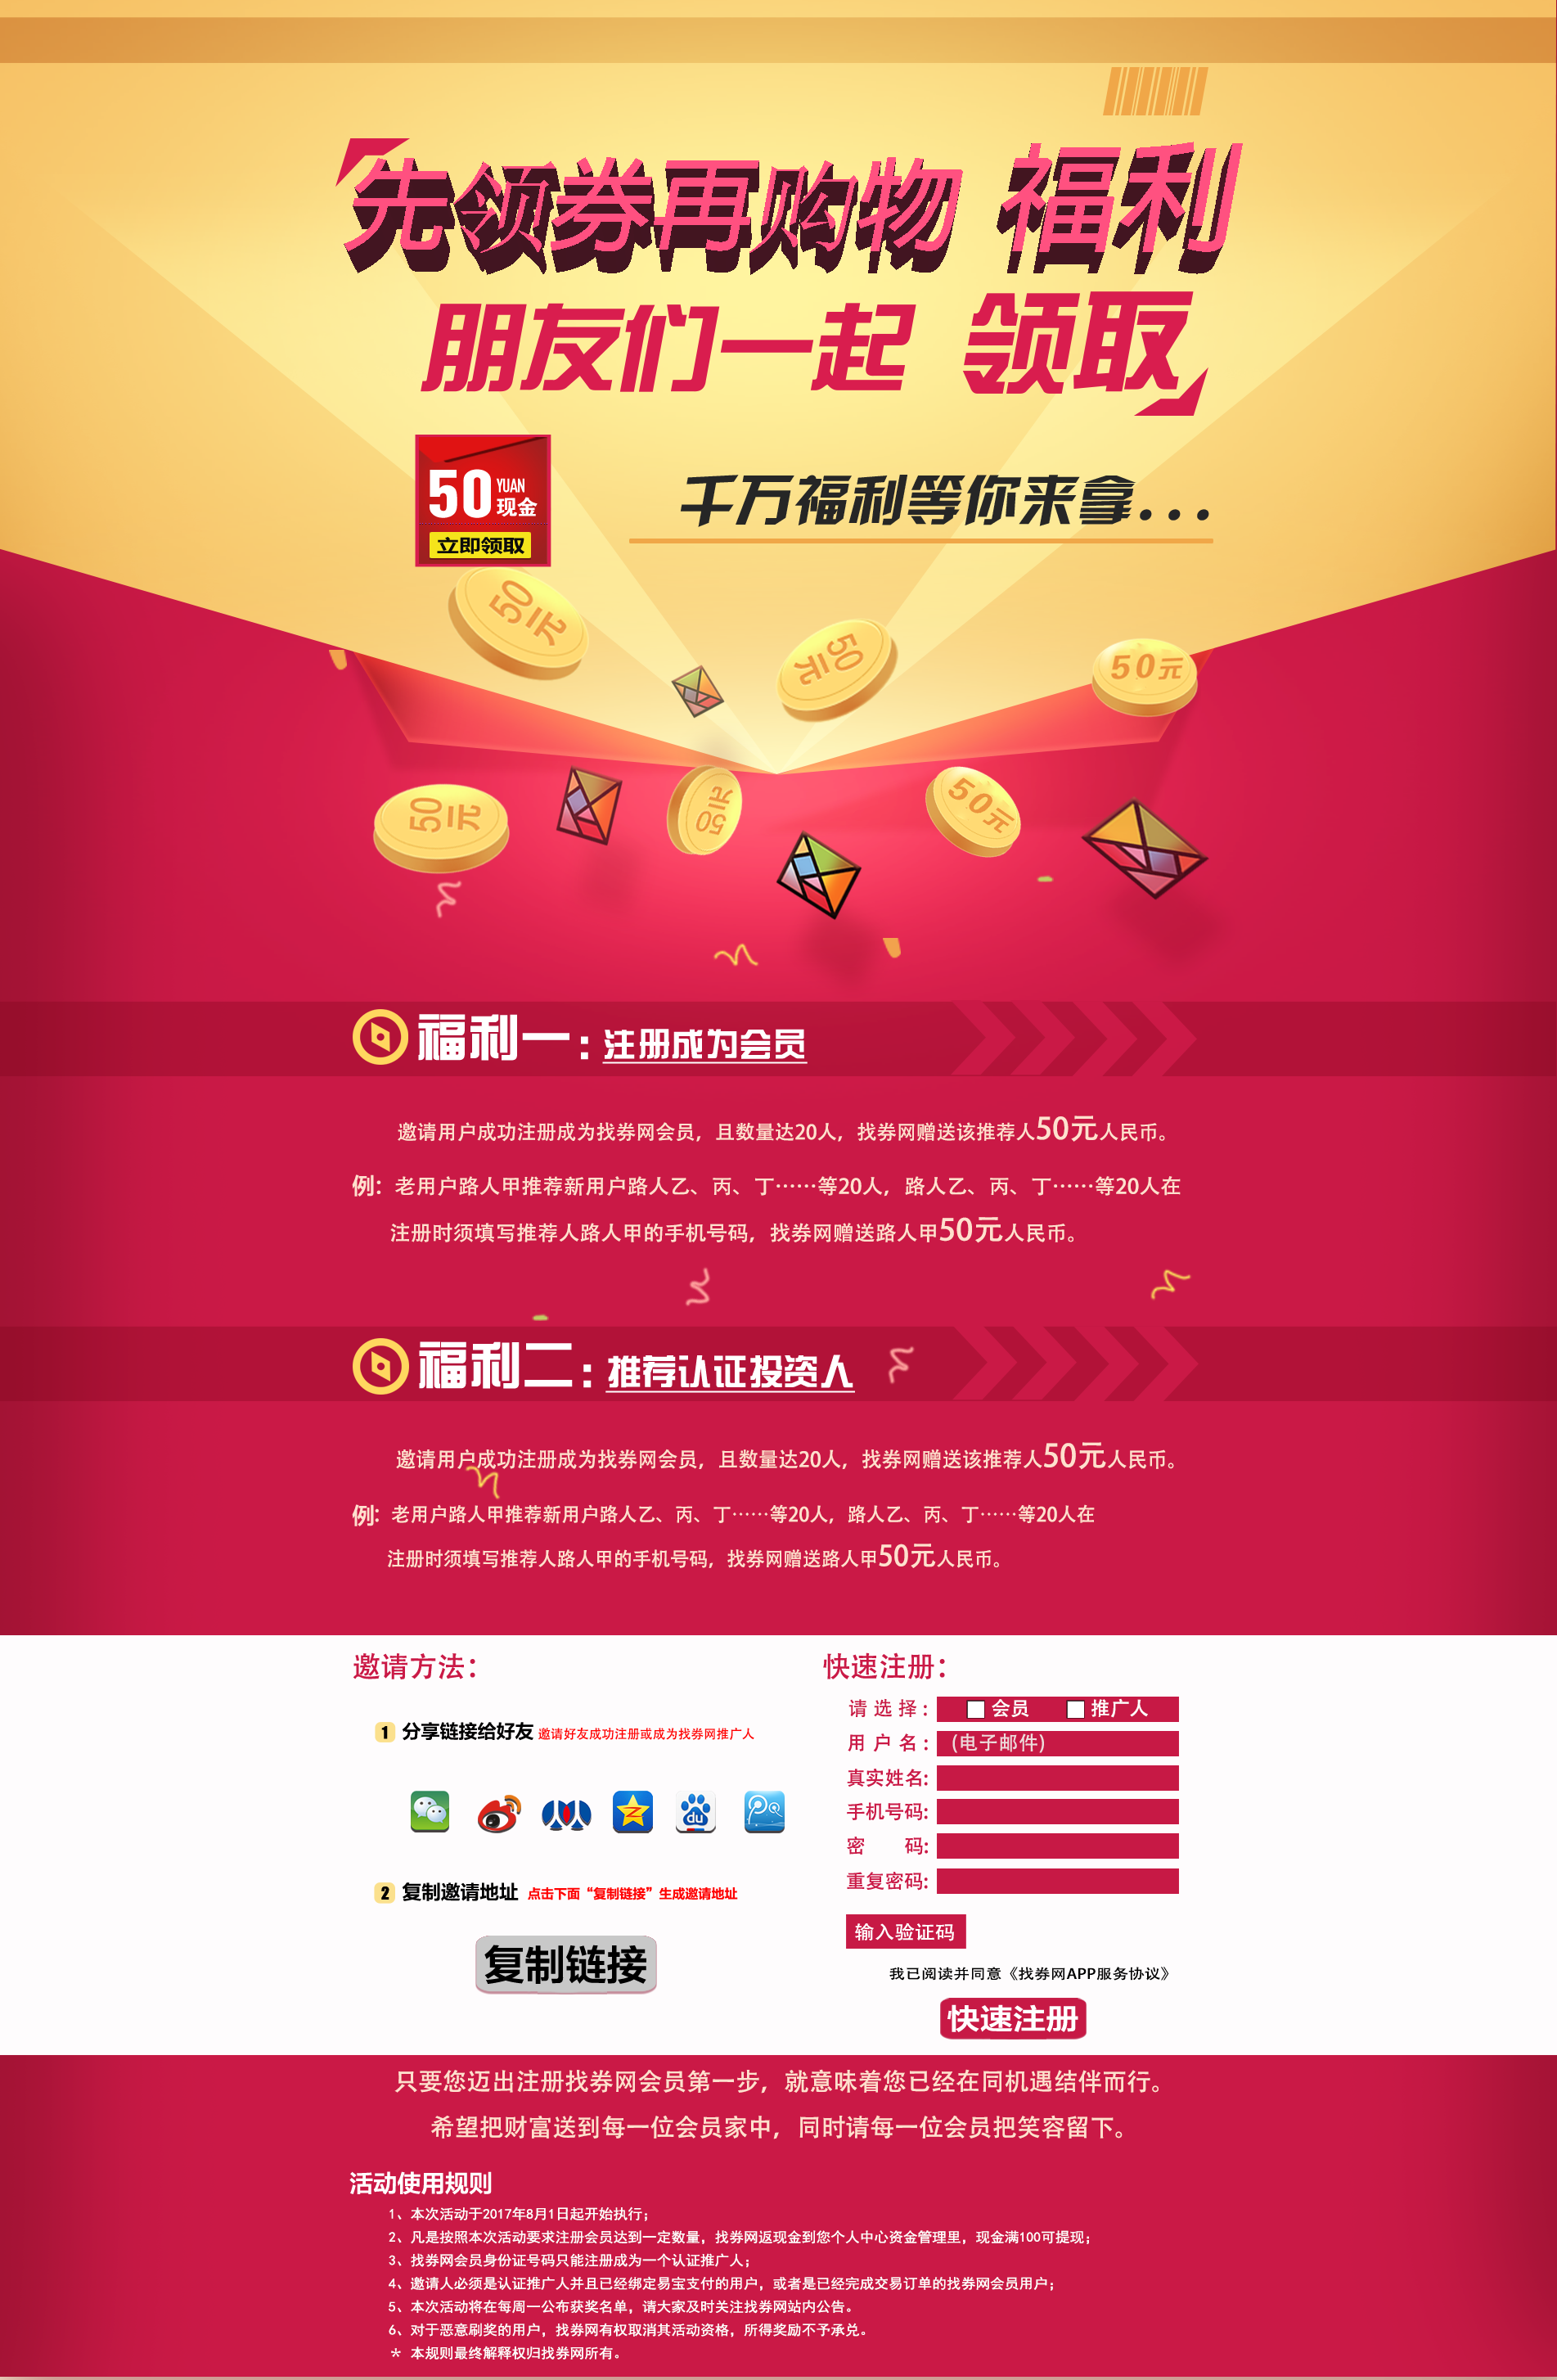 先领券再购物 福利
朋友们一起 领取
50 YUAN 现金
立即领取
千万福利等你来拿...
50元
50元
50元
50元
50元
50元
福利一：注册成为会员
邀请用户成功注册成为找券网会员，且数量达20人，找券网赠送该推荐人50元人民币。
例：老用户路人甲推荐新用户路人乙、丙、丁……等20人，路人乙、丙、丁……等20人在
注册时须填写推荐人路人甲的手机号码，找券网赠送路人甲50元人民币。
福利二：推荐认证投资人
邀请用户成功注册成为找券网会员，且数量达20人，找券网赠送该推荐人50元人民币。
例：老用户路人甲推荐新用户路人乙、丙、丁……等20人，路人乙、丙、丁……等20人在
注册时须填写推荐人路人甲的手机号码，找券网赠送路人甲50元人民币。
邀请方法：
1 分享链接给好友 邀请好友成功注册或成为找券网推广人
du
2 复制邀请地址 点击下面“复制链接”生成邀请地址
复制链接
快速注册：
请选择： 会员 推广人
用户名： (电子邮件)
真实姓名:
手机号码:
密 码:
重复密码:
输入验证码
我已阅读并同意《找券网APP服务协议》
快速注册
只要您迈出注册找券网会员第一步，就意味着您已经在同机遇结伴而行。
希望把财富送到每一位会员家中，同时请每一位会员把笑容留下。
活动使用规则
1、本次活动于2017年8月1日起开始执行；
2、凡是按照本次活动要求注册会员达到一定数量，找券网返现金到您个人中心资金管理里，现金满100可提现；
3、找券网会员身份证号码只能注册成为一个认证推广人；
4、邀请人必须是认证推广人并且已经绑定易宝支付的用户，或者是已经完成交易订单的找券网会员用户；
5、本次活动将在每周一公布获奖名单，请大家及时关注找券网站内公告。
6、对于恶意刷奖的用户，找券网有权取消其活动资格，所得奖励不予承兑。
＊ 本规则最终解释权归找券网所有。